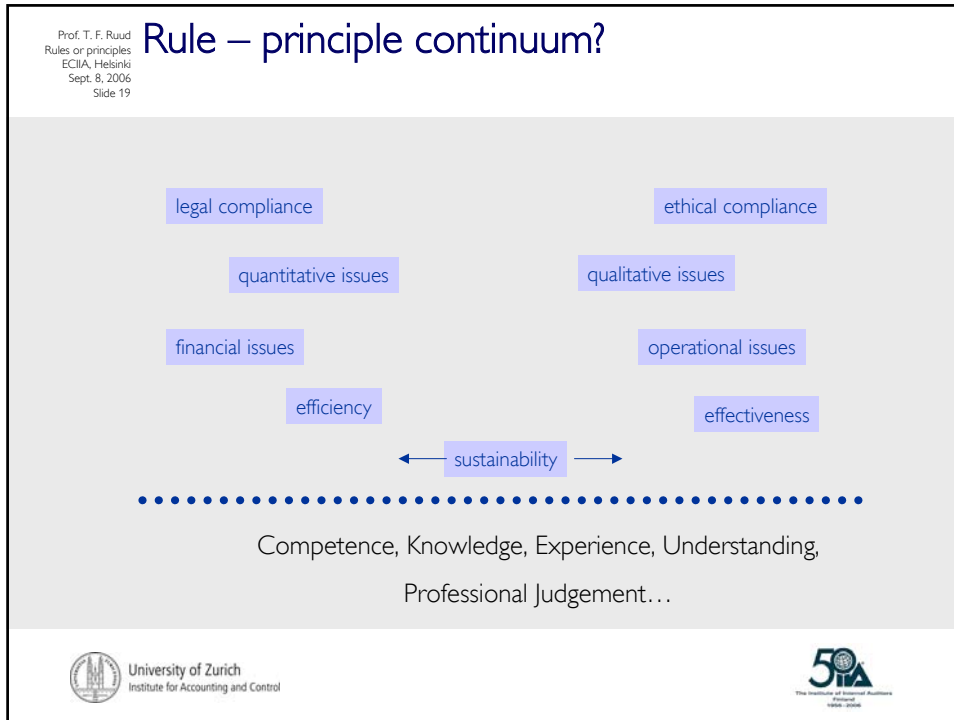 Prof. T. F. Ruud
Rules or principles
ECIIA, Helsinki
Sept. 8, 2006
Slide 19
Rule – principle continuum?
legal compliance
ethical compliance
quantitative issues
qualitative issues
financial issues
operational issues
efficiency
effectiveness
sustainability
Competence, Knowledge, Experience, Understanding,
Professional Judgement…
University of Zurich
Institute for Accounting and Control
50
IIA
The Institute of Internal Auditors
Finland
1956 - 2006